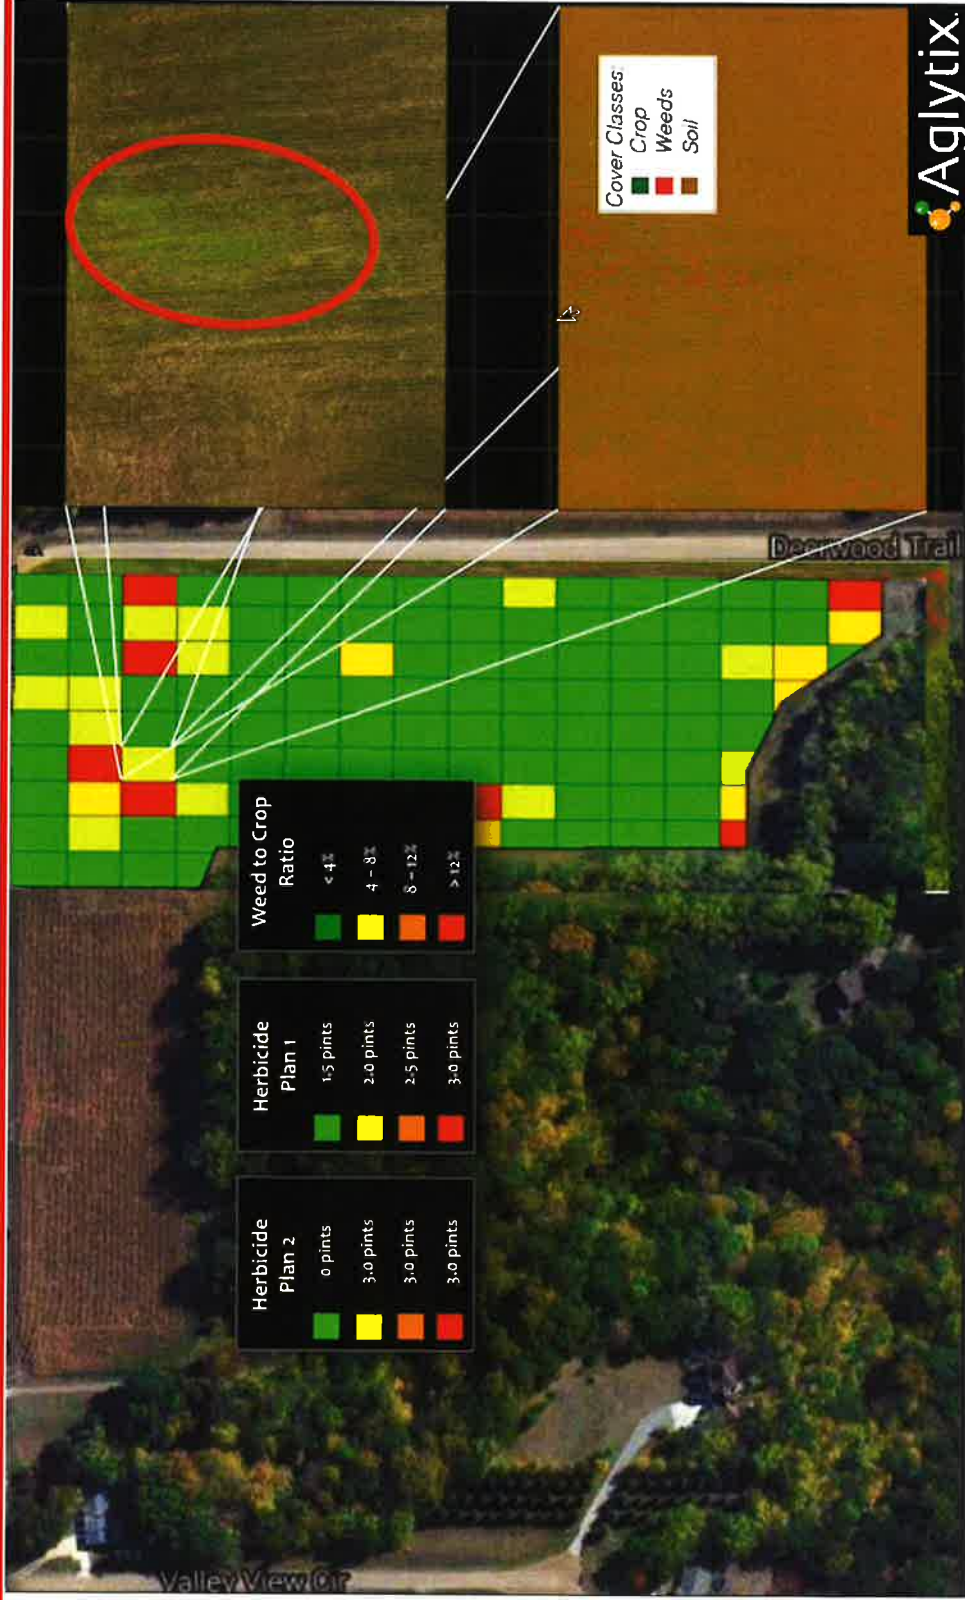 Valley View Cir
Herbicide
Plan 2
0 pints
3.0 pints
3.0 pints
3.0 pints
Herbicide
Plan 1
1.5 pints
2.0 pints
2.5 pints
3.0 pints
Weed to Crop
Ratio
< 4%
4 – 8%
8 – 12%
> 12%
Deerwood Trail
Cover Classes:
Crop
Weeds
Soil
Aglytix.